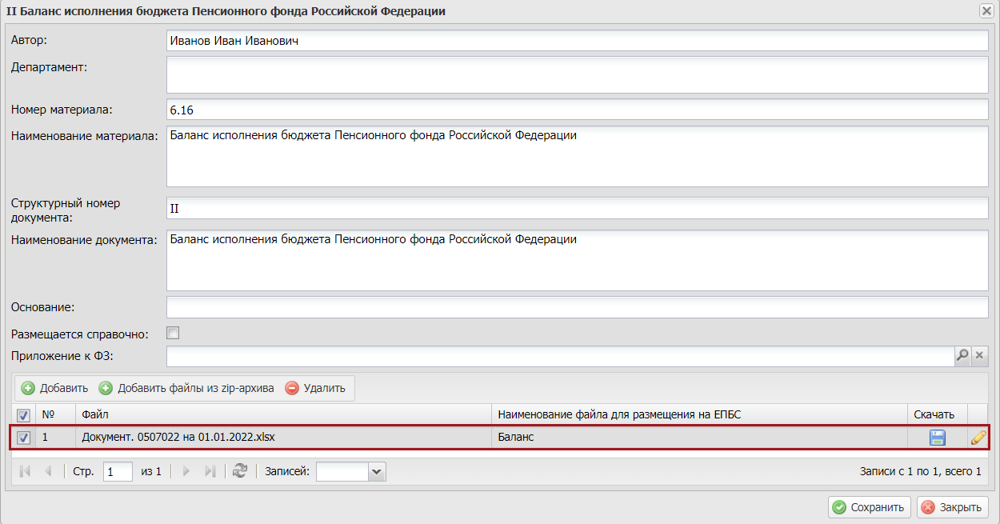 II Баланс исполнения бюджета Пенсионного фонда Российской Федерации
Автор:
Иванов Иван Иванович
Департамент:
Номер материала:
6.16
Наименование материала:
Баланс исполнения бюджета Пенсионного фонда Российской Федерации
Структурный номер
документа:
II
Наименование документа:
Баланс исполнения бюджета Пенсионного фонда Российской Федерации
Основание:
Размещается справочно:
Приложение к ФЗ:
Добавить Добавить файлы из zip-архива Удалить
№ Файл Наименование файла для размещения на ЕПБС Скачать
1 Документ. 0507022 на 01.01.2022.xlsx Баланс
Стр. 1 из 1 Записей: Записи с 1 по 1, всего 1
Сохранить Закрыть